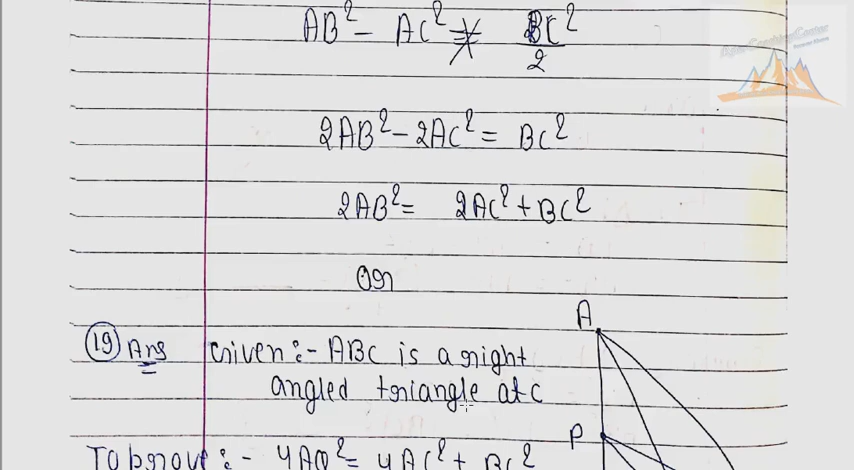 AB² - AC² = BC²/2
2AB² - 2AC² = BC²
2AB² = 2AC² + BC²
Or
A
(19) Ans Given:- ABC is a right
angled triangle at C
P
To prove:- 4AQ² = 4AC² + BC²